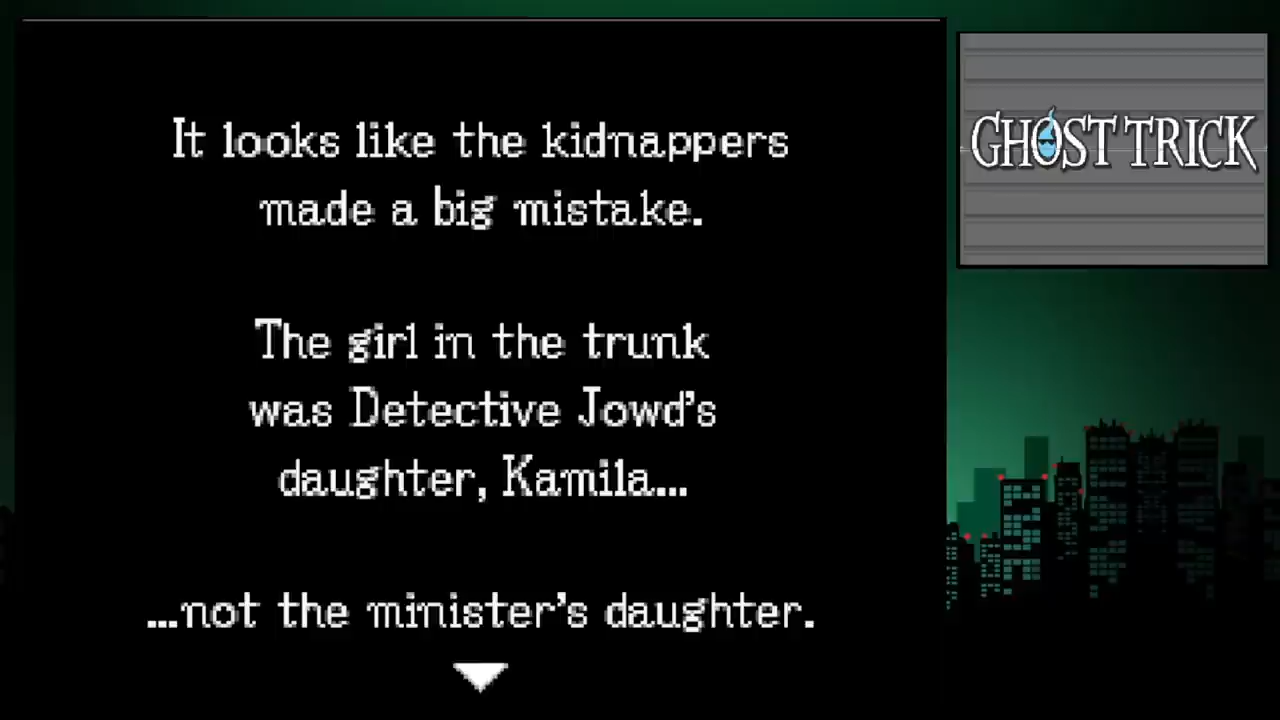 It looks like the kidnappers
made a big mistake.
The girl in the trunk
was Detective Jowd's
daughter, Kamila...
...not the minister's daughter.
GHOST TRICK